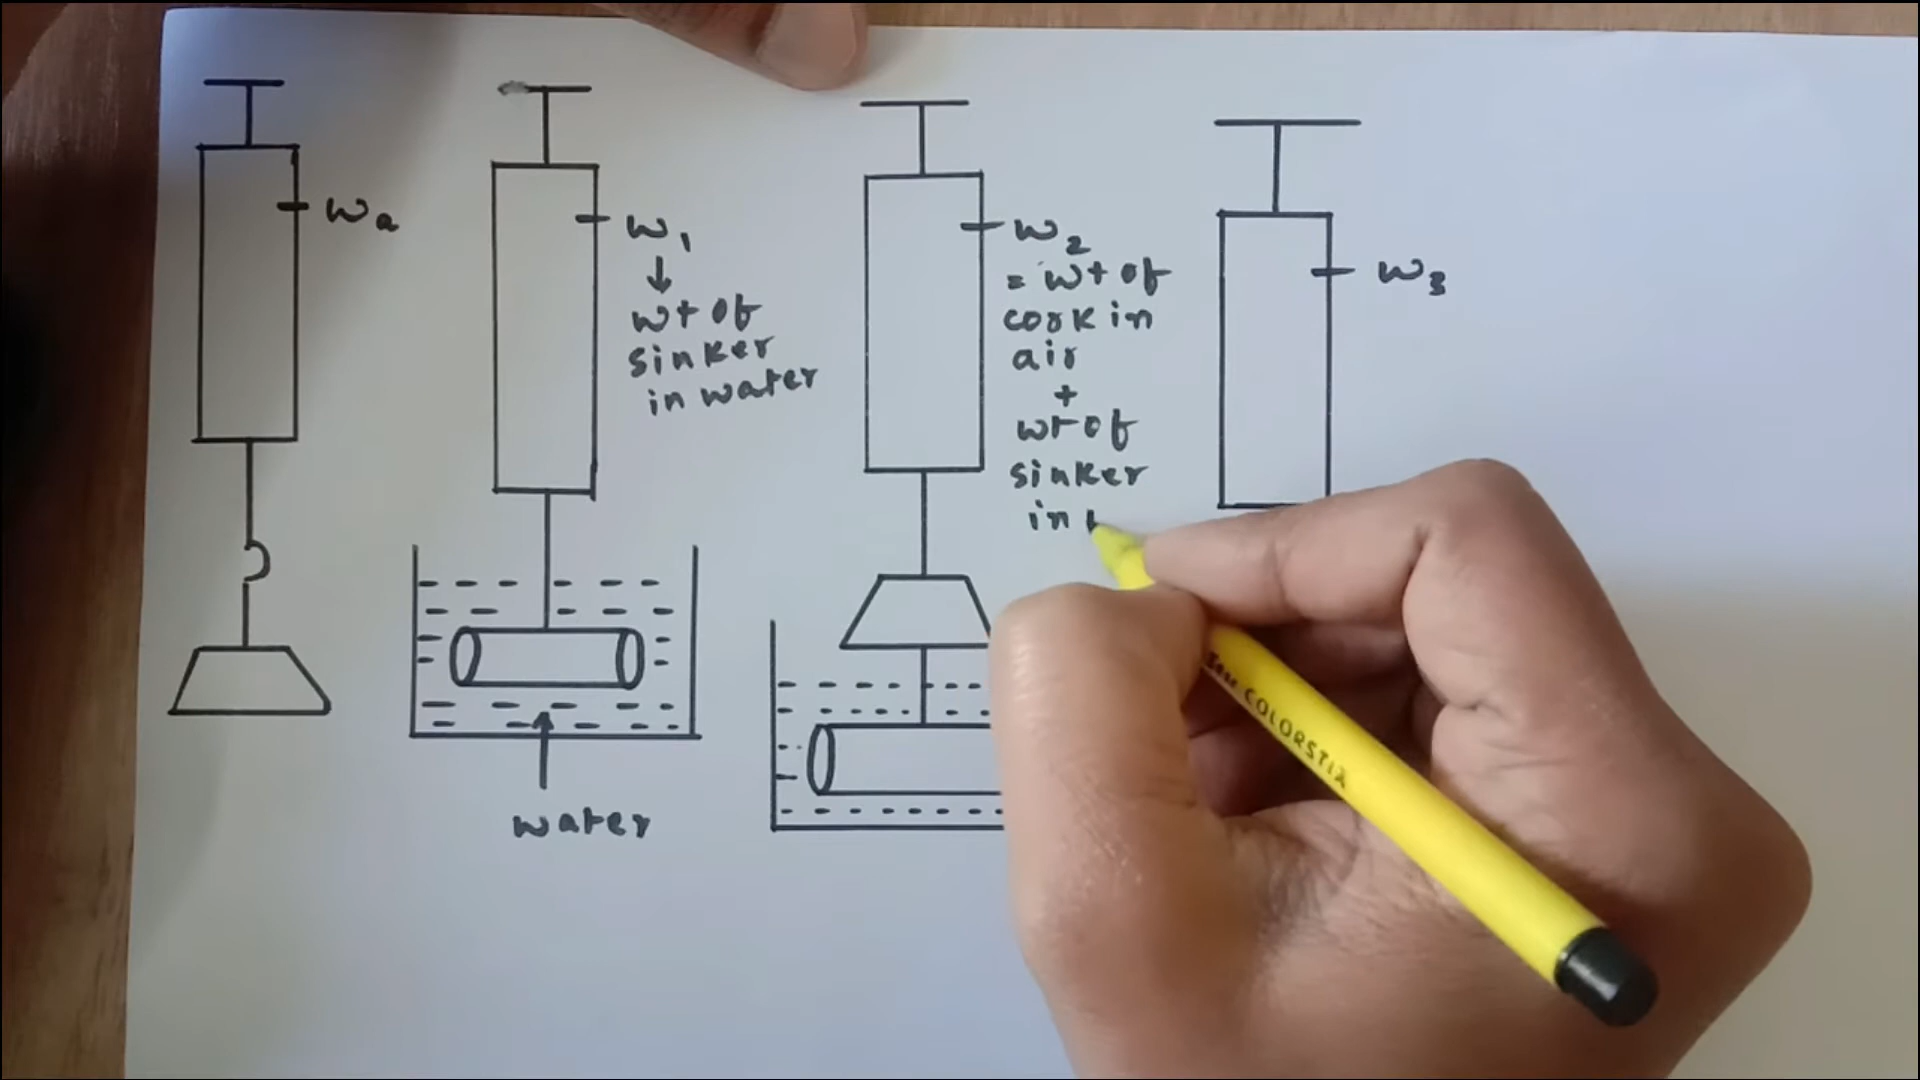 Wa
W1
↓
wt of
sinker
in water
water
W2
= wt of
cork in
air
+
wt of
sinker
in
W3
COLORSTIX